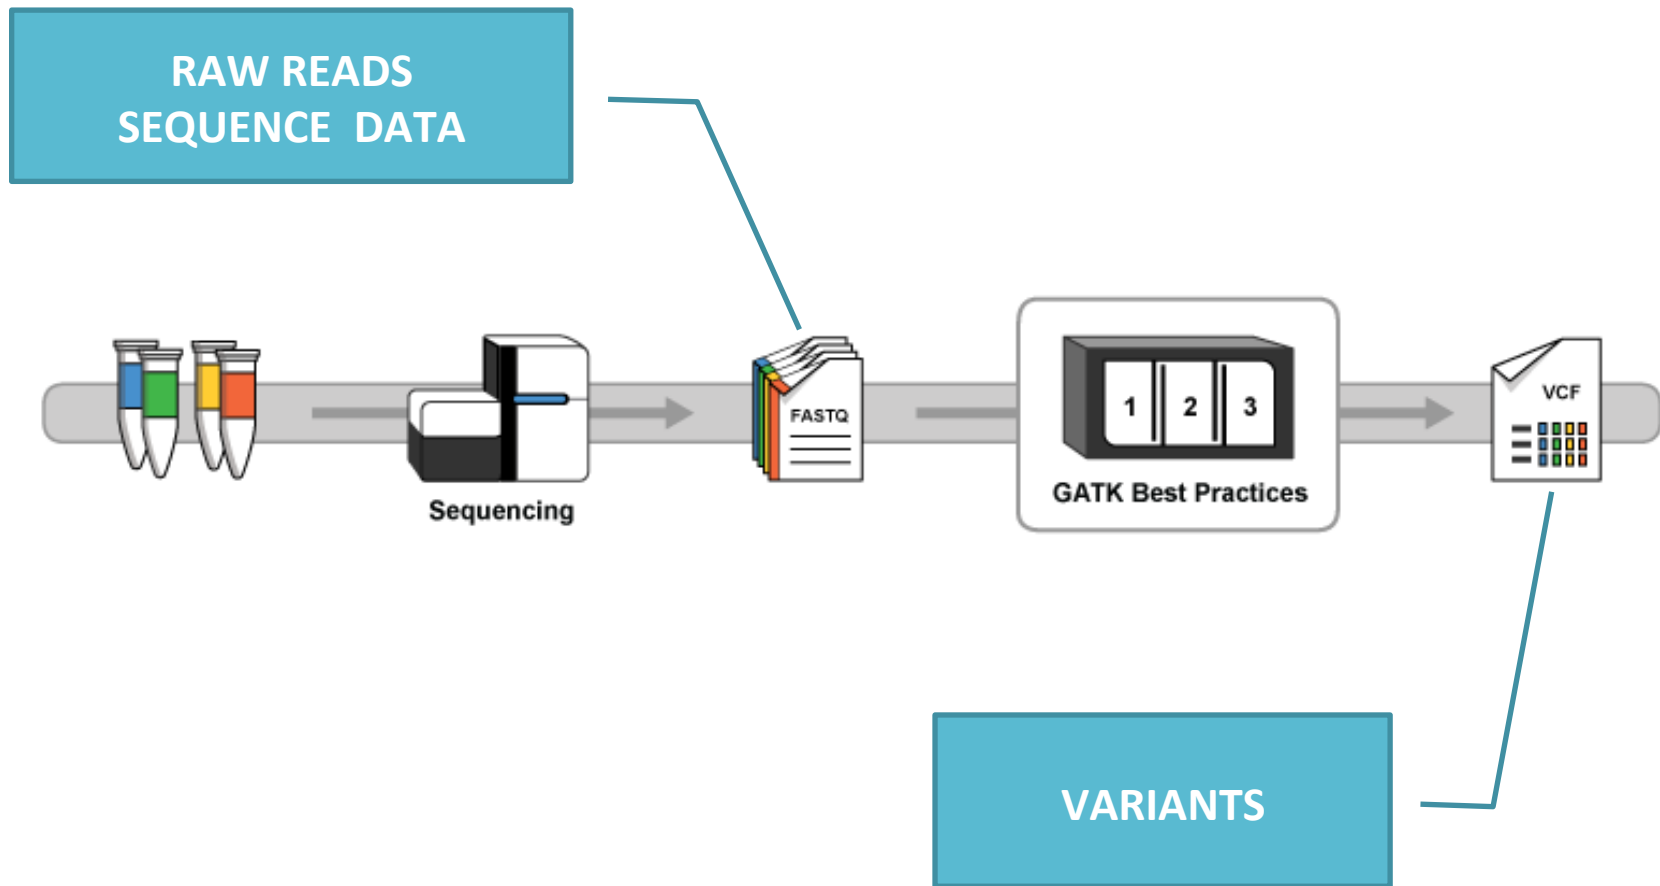 RAW READS
SEQUENCE DATA
FASTQ
1 2 3
GATK Best Practices
VCF
Sequencing
VARIANTS